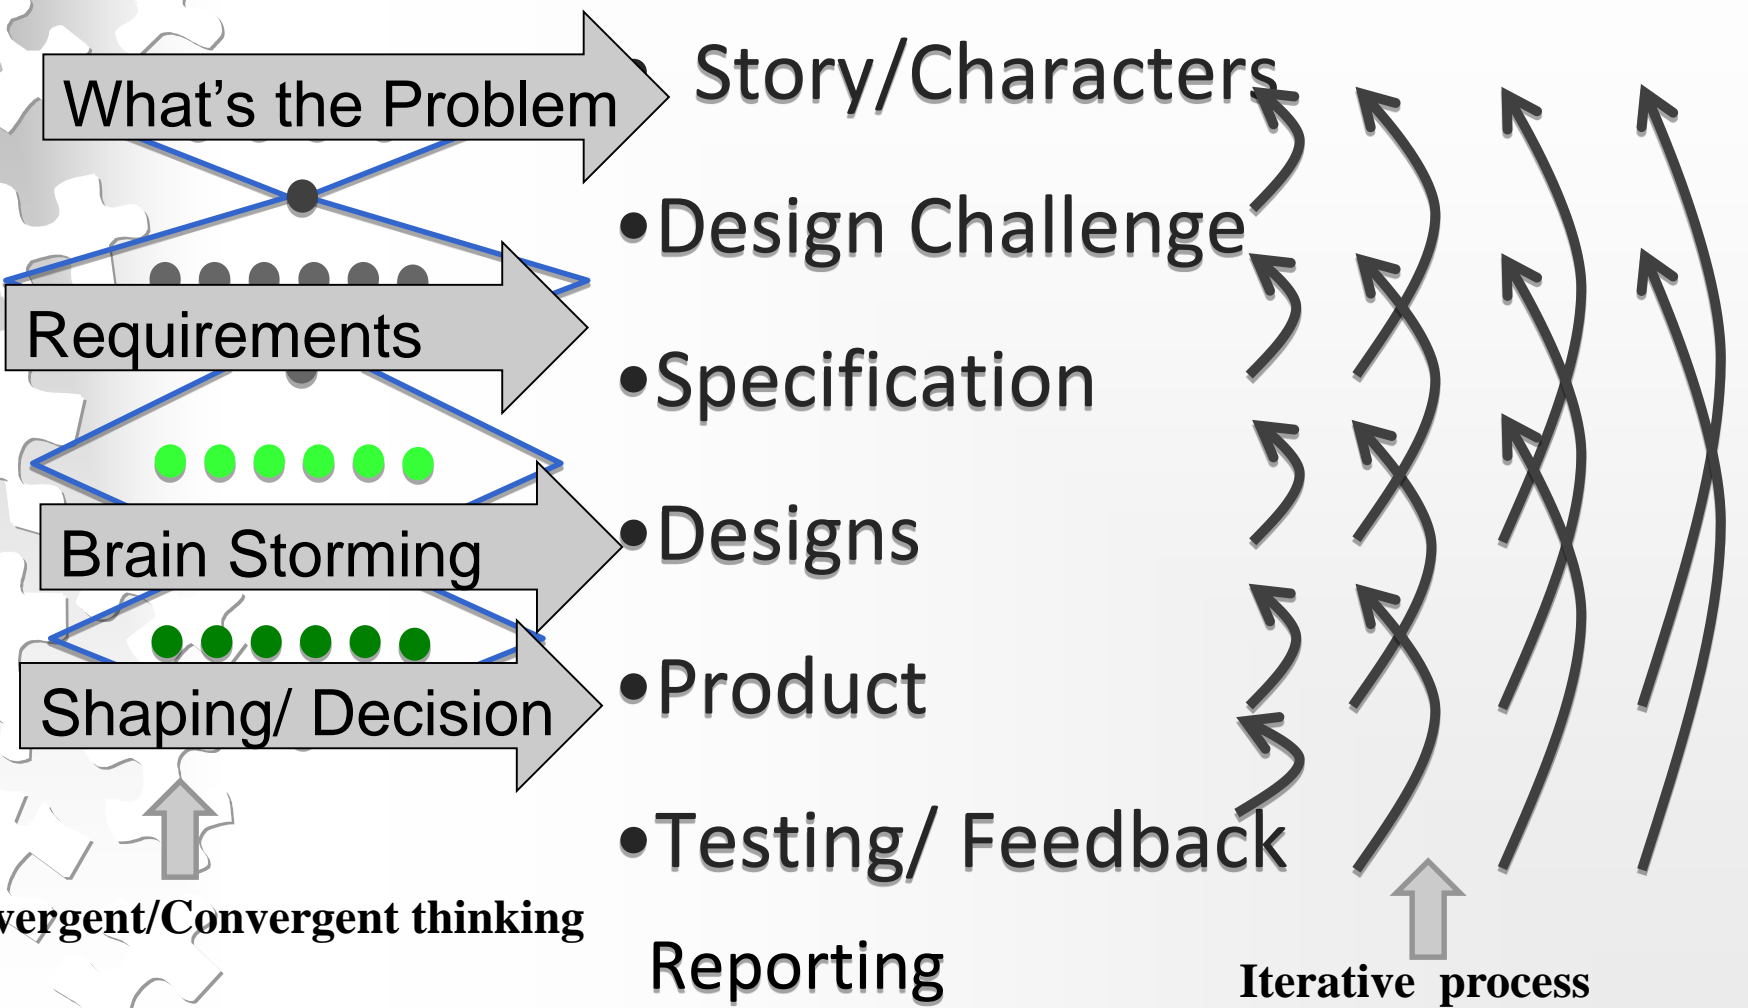 What's the Problem
• Story/Characters
•Design Challenge
Requirements
•Specification
Brain Storming
•Designs
Shaping/ Decision
•Product
•Testing/ Feedback
vergent/Convergent thinking
Reporting
Iterative process